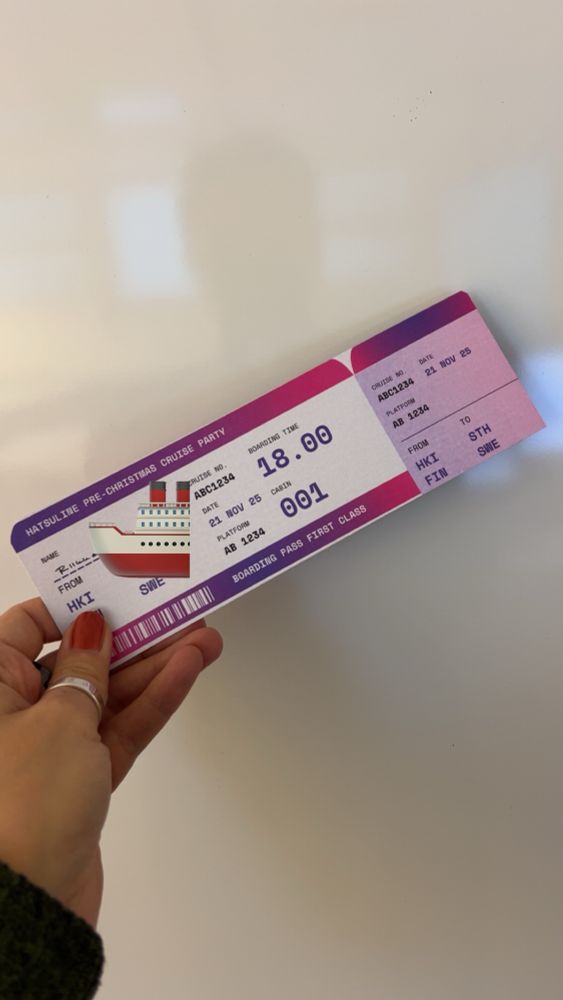 HATSULINE PRE-CHRISTMAS CRUISE PARTY
NAME
FROM
HKI
SWE
CRUISE NO.
ABC1234
BOARDING TIME
18.00
DATE
21 NOV 25
CABIN
001
PLATFORM
AB 1234
BOARDING PASS FIRST CLASS
CRUISE NO.
ABC1234
DATE
21 NOV 25
PLATFORM
AB 1234
FROM
HKI
FIN
TO
STH
SWE